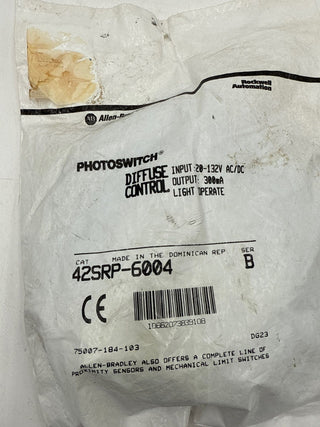 Rockwell
Automation
AB Allen-B
PHOTOSWITCH®
DIFFUSE INPUT:20-132V AC/DC
CONTROL OUTPUT: 300mA
LIGHT OPERATE
CAT MADE IN THE DOMINICAN REP SER
42SRP-6004 B
CE
75007-184-103 DG23
ALLEN-BRADLEY ALSO OFFERS A COMPLETE LINE OF
PROXIMITY SENSORS AND MECHANICAL LIMIT SWITCHES